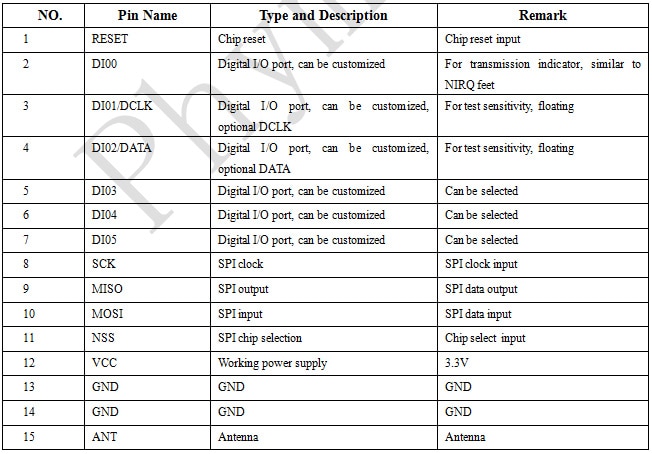 NO. Pin Name Type and Description Remark
1 RESET Chip reset Chip reset input
2 DI00 Digital I/O port, can be customized For transmission indicator, similar to
NIRQ feet
3 DI01/DCLK Digital I/O port, can be customized, For test sensitivity, floating
optional DCLK
4 DI02/DATA Digital I/O port, can be customized, For test sensitivity, floating
optional DATA
5 DI03 Digital I/O port, can be customized Can be selected
6 DI04 Digital I/O port, can be customized Can be selected
7 DI05 Digital I/O port, can be customized Can be selected
8 SCK SPI clock SPI clock input
9 MISO SPI output SPI data output
10 MOSI SPI input SPI data input
11 NSS SPI chip selection Chip select input
12 VCC Working power supply 3.3V
13 GND GND GND
14 GND GND GND
15 ANT Antenna Antenna